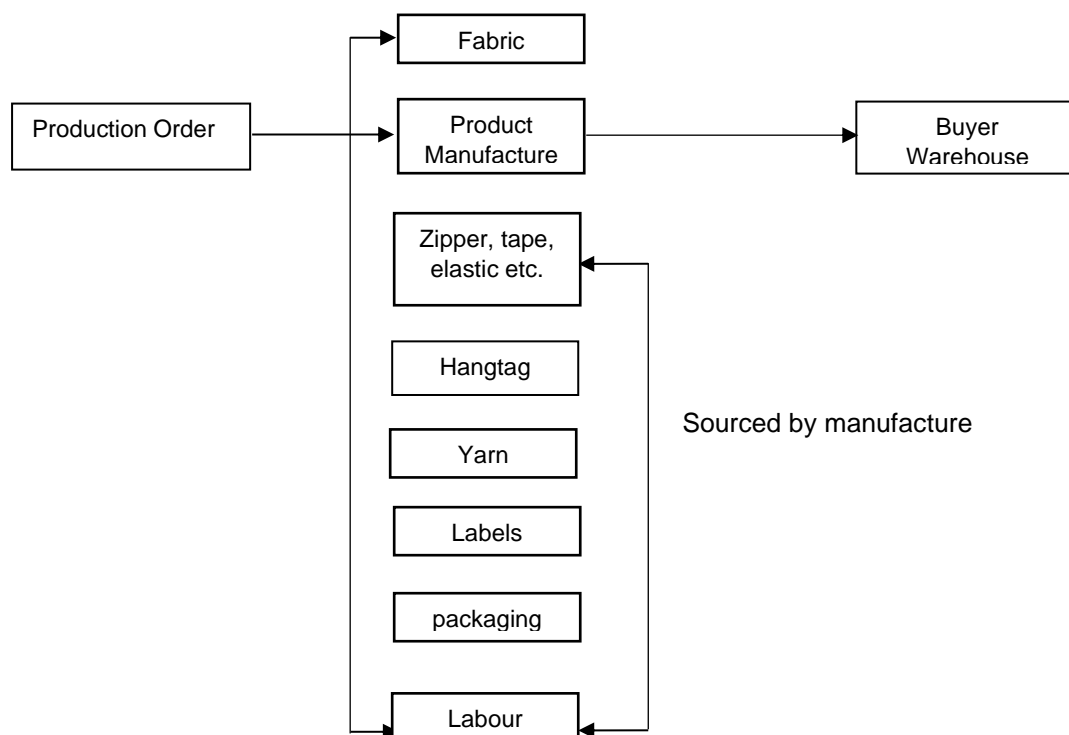 Fabric
Production Order
Product
Manufacture
Buyer
Warehouse
Zipper, tape,
elastic etc.
Hangtag
Sourced by manufacture
Yarn
Labels
packaging
Labour